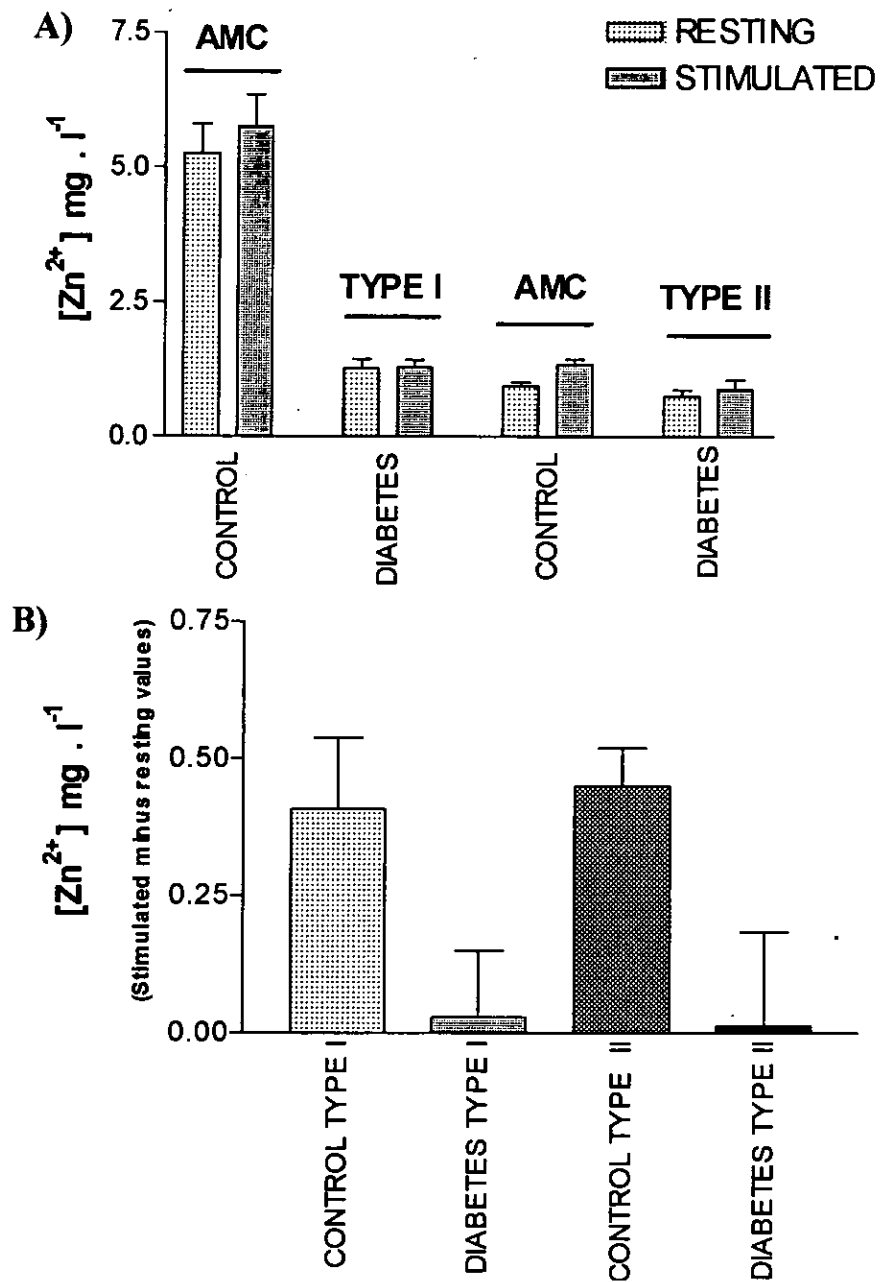 A)
7.5
5.0
2.5
0.0
[Zn²⁺] mg . l⁻¹
AMC
TYPE I
AMC
TYPE II
RESTING
STIMULATED
CONTROL
DIABETES
CONTROL
DIABETES
B)
0.75
0.50
0.25
0.00
[Zn²⁺] mg . l⁻¹
(Stimulated minus resting values)
CONTROL TYPE I
DIABETES TYPE I
CONTROL TYPE II
DIABETES TYPE II